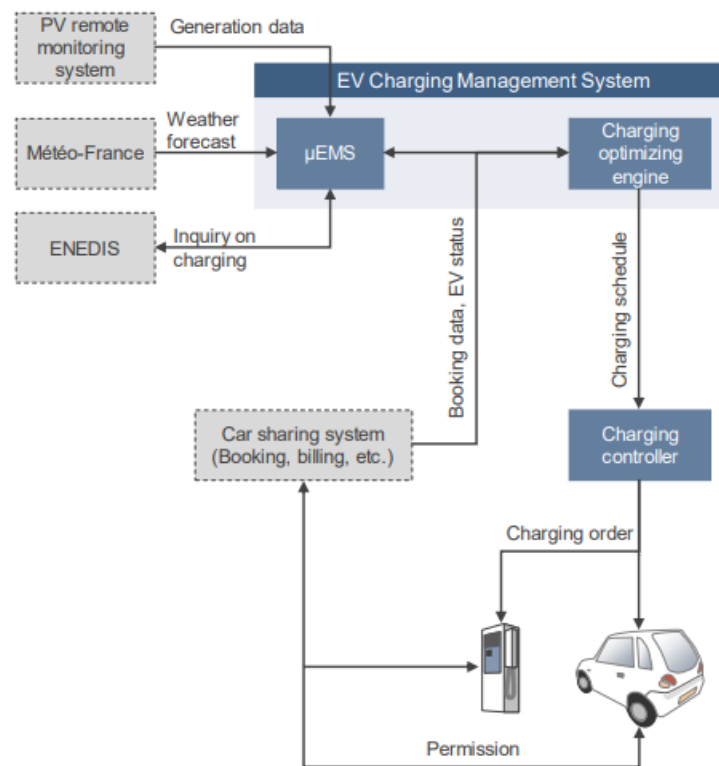 PV remote
monitoring
system
Generation data
EV Charging Management System
Météo-France
Weather
forecast
µEMS
Charging
optimizing
engine
ENEDIS
Inquiry on
charging
Booking data, EV status
Charging schedule
Car sharing system
(Booking, billing, etc.)
Charging
controller
Charging order
Permission